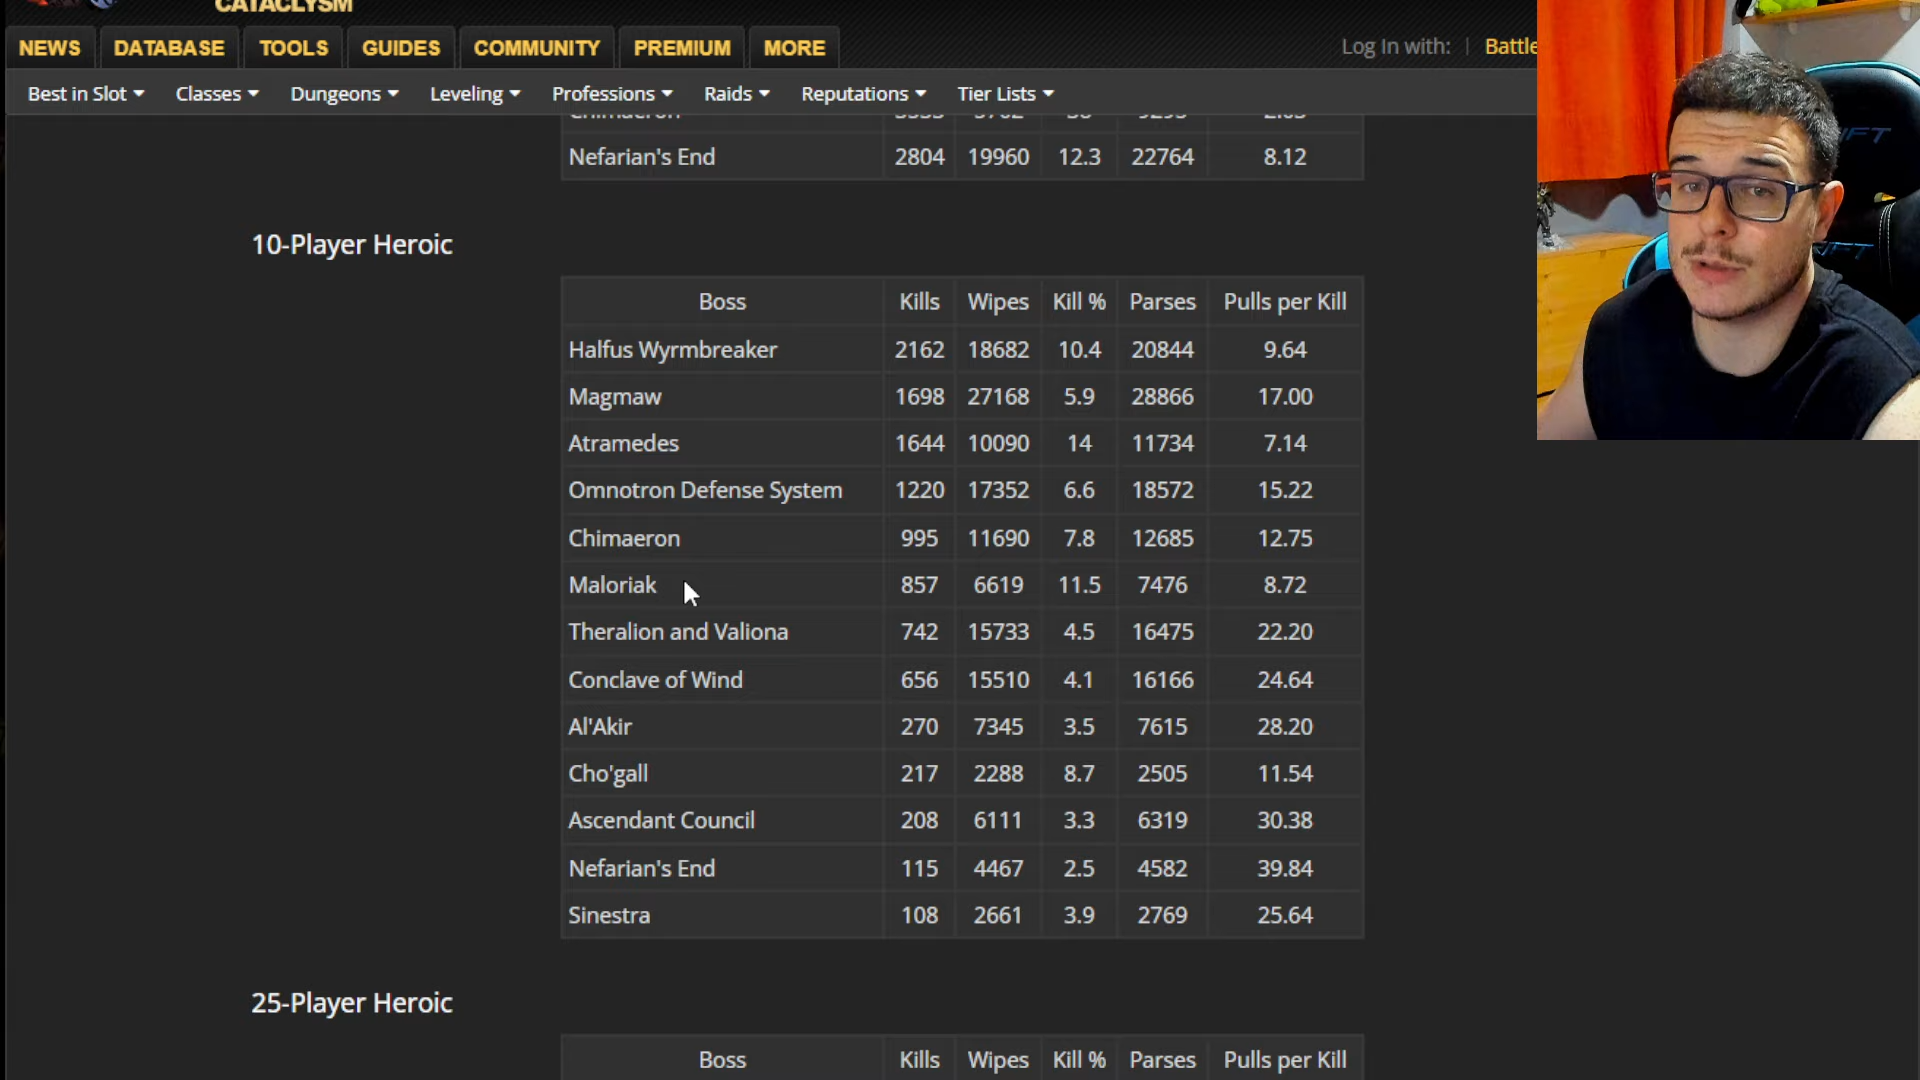 CATACLYSM
NEWS DATABASE TOOLS GUIDES COMMUNITY PREMIUM MORE Log In with: | Battle
Best in Slot Classes Dungeons Leveling Professions Raids Reputations Tier Lists
Chimaeron
Nefarian's End 2804 19960 12.3 22764 8.12
10-Player Heroic
Boss Kills Wipes Kill % Parses Pulls per Kill
Halfus Wyrmbreaker 2162 18682 10.4 20844 9.64
Magmaw 1698 27168 5.9 28866 17.00
Atramedes 1644 10090 14 11734 7.14
Omnotron Defense System 1220 17352 6.6 18572 15.22
Chimaeron 995 11690 7.8 12685 12.75
Maloriak 857 6619 11.5 7476 8.72
Theralion and Valiona 742 15733 4.5 16475 22.20
Conclave of Wind 656 15510 4.1 16166 24.64
Al'Akir 270 7345 3.5 7615 28.20
Cho'gall 217 2288 8.7 2505 11.54
Ascendant Council 208 6111 3.3 6319 30.38
Nefarian's End 115 4467 2.5 4582 39.84
Sinestra 108 2661 3.9 2769 25.64
25-Player Heroic
Boss Kills Wipes Kill % Parses Pulls per Kill